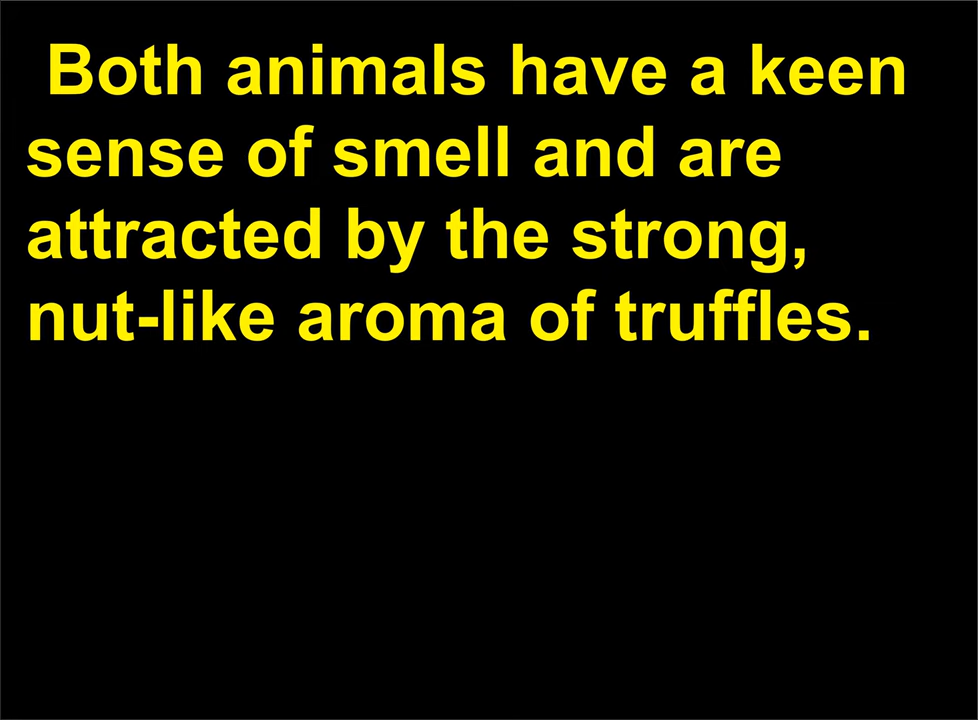 Both animals have a keen
sense of smell and are
attracted by the strong,
nut-like aroma of truffles.